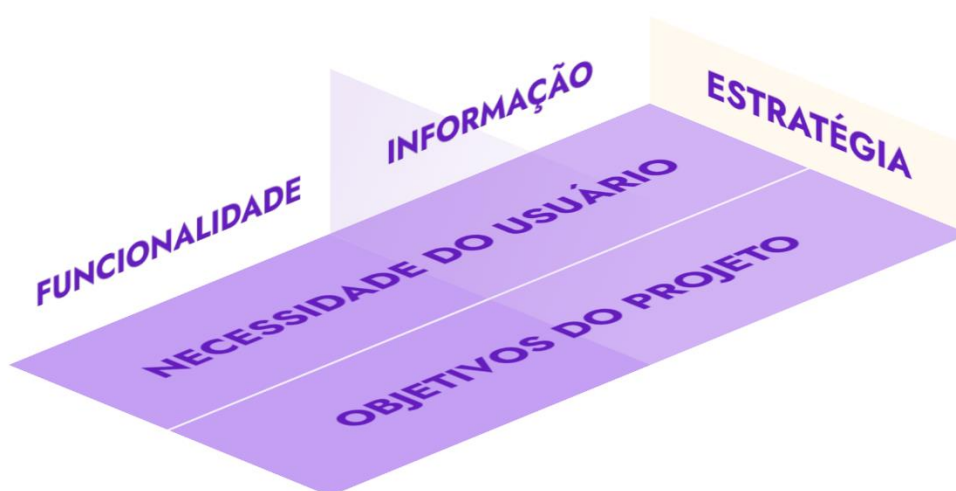 FUNCIONALIDADE
INFORMAÇÃO
ESTRATÉGIA
NECESSIDADE DO USUÁRIO
OBJETIVOS DO PROJETO